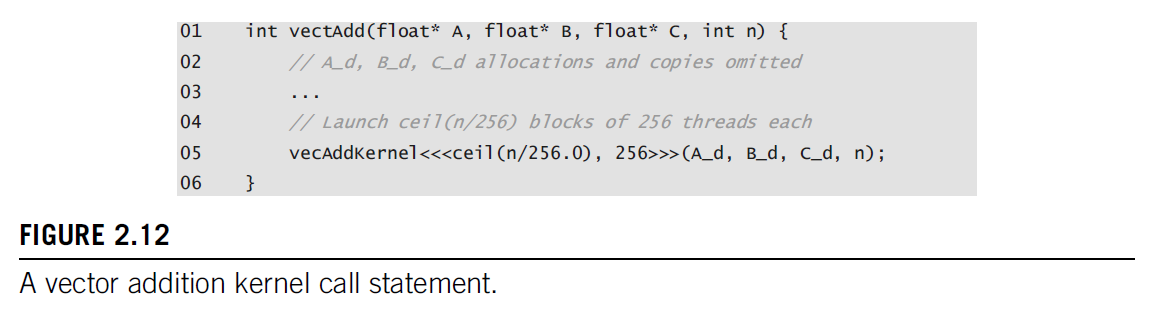 01 int vectAdd(float* A, float* B, float* C, int n) {
02 // A_d, B_d, C_d allocations and copies omitted
03 ...
04 // Launch ceil(n/256) blocks of 256 threads each
05 vecAddKernel<<<ceil(n/256.0), 256>>>(A_d, B_d, C_d, n);
06 }
FIGURE 2.12
A vector addition kernel call statement.